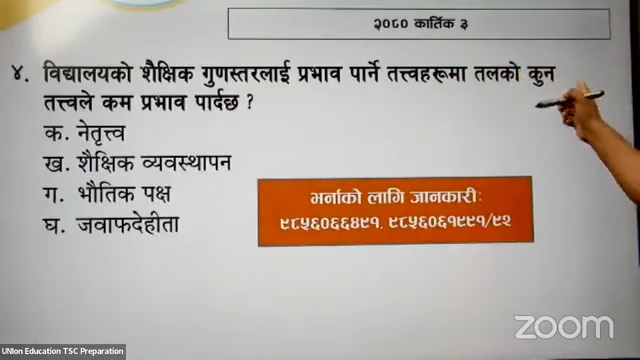 २०८० कार्तिक ३
४. विद्यालयको शैक्षिक गुणस्तरलाई प्रभाव पार्ने तत्त्वहरूमा तलको कुन
तत्त्वले कम प्रभाव पार्दछ ?
क. नेतृत्त्व
ख. शैक्षिक व्यवस्थापन
ग. भौतिक पक्ष
घ. जवाफदेहीता
भर्नाको लागि जानकारीः
९८५६०६६४९१, ९८५६०६१९९१/९२
zoom
UNIon Education TSC Preparation